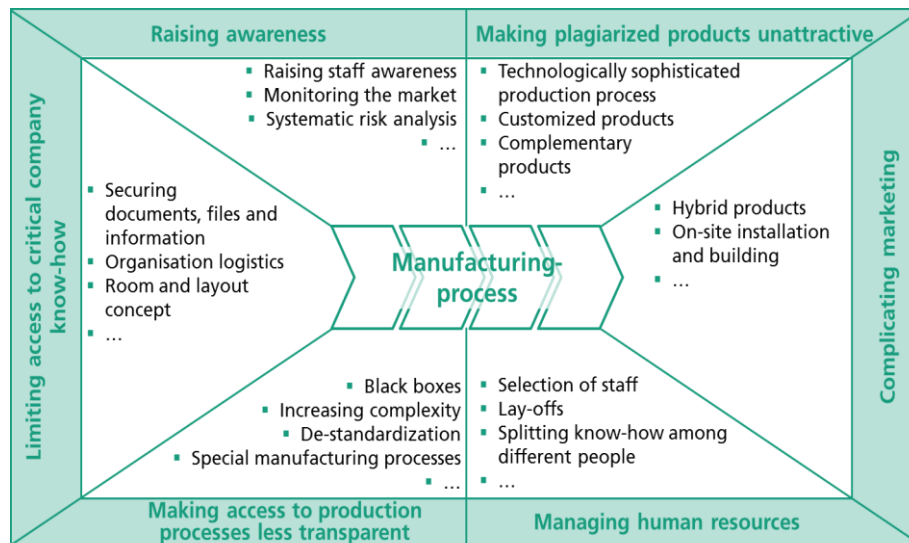 Raising awareness
Making plagiarized products unattractive
▪ Raising staff awareness
▪ Monitoring the market
▪ Systematic risk analysis
▪ …
▪ Technologically sophisticated
production process
▪ Customized products
▪ Complementary
products
▪ …
Limiting access to critical company
know-how
▪ Securing
documents, files and
information
▪ Organisation logistics
▪ Room and layout
concept
▪ …
Manufacturing-
process
▪ Hybrid products
▪ On-site installation
and building
▪ …
Complicating marketing
▪ Black boxes
▪ Increasing complexity
▪ De-standardization
▪ Special manufacturing processes
▪ …
▪ Selection of staff
▪ Lay-offs
▪ Splitting know-how among
different people
▪ …
Making access to production
processes less transparent
Managing human resources